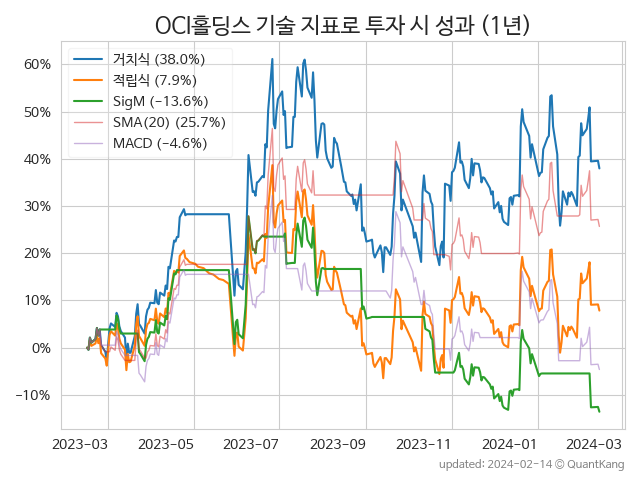 OCI홀딩스 기술 지표로 투자 시 성과 (1년)
거치식 (38.0%)
적립식 (7.9%)
SigM (−13.6%)
SMA(20) (25.7%)
MACD (−4.6%)
60%
50%
40%
30%
20%
10%
0%
−10%
2023-03 2023-05 2023-07 2023-09 2023-11 2024-01 2024-03
updated: 2024-02-14 © QuantKang